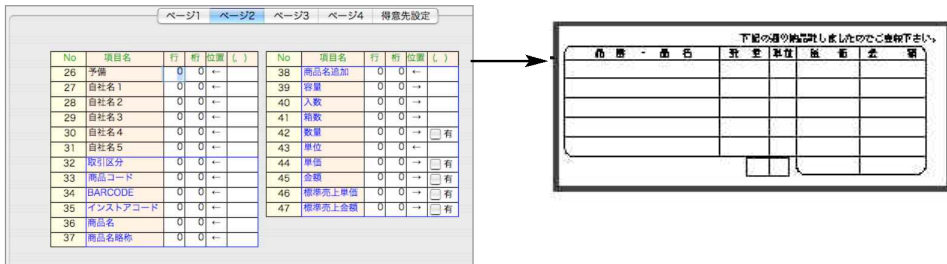 ページ1 ページ2 ページ3 ページ4 得意先設定
No 項目名 行 桁 位置 (,)
26 予備 0 0 ←
27 自社名1 0 0 ←
28 自社名2 0 0 ←
29 自社名3 0 0 ←
30 自社名4 0 0 ←
31 自社名5 0 0 ←
32 取引区分 0 0 ←
33 商品コード 0 0 ←
34 BARCODE 0 0 ←
35 インストアコード 0 0 ←
36 商品名 0 0 ←
37 商品名略称 0 0 ←
No 項目名 行 桁 位置 (,)
38 商品名追加 0 0 ←
39 容量 0 0 →
40 入数 0 0 →
41 箱数 0 0 →
42 数量 0 0 → 有
43 単位 0 0 ←
44 単価 0 0 → 有
45 金額 0 0 → 有
46 標準売上単価 0 0 → 有
47 標準売上金額 0 0 → 有
下記の通り納品致しましたのでご査収下さい。
品番・品名 数量 単位 単価 金額